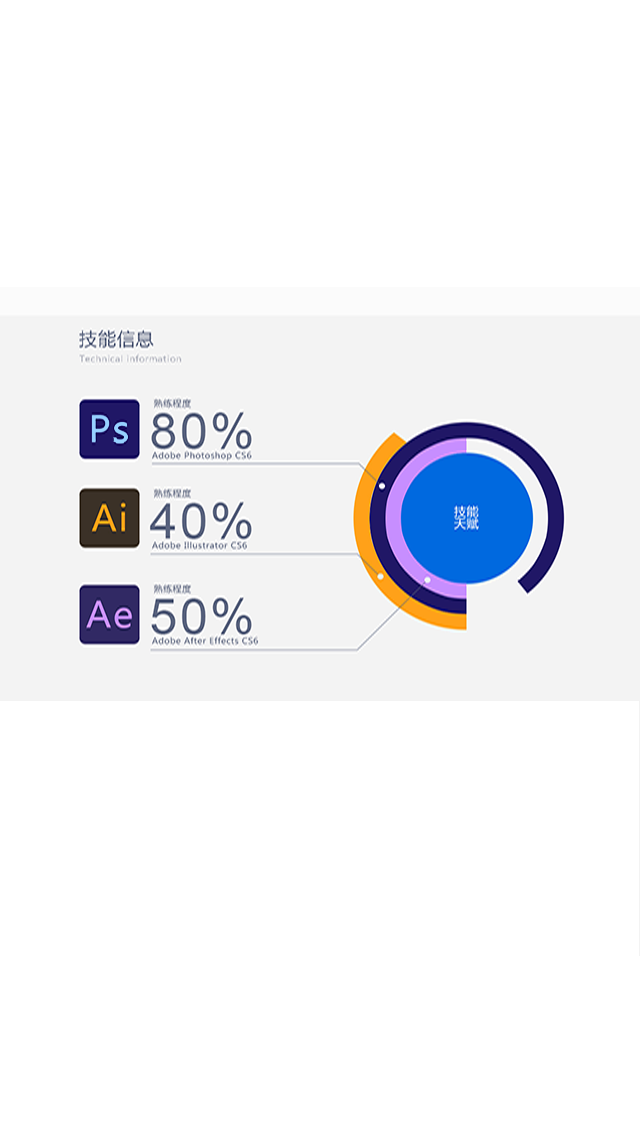 技能信息
Technical Information
Ps
熟练程度
80%
Adobe Photoshop CS6
Ai
熟练程度
40%
Adobe Illustrator CS6
Ae
熟练程度
50%
Adobe After Effects CS6
技能
天赋